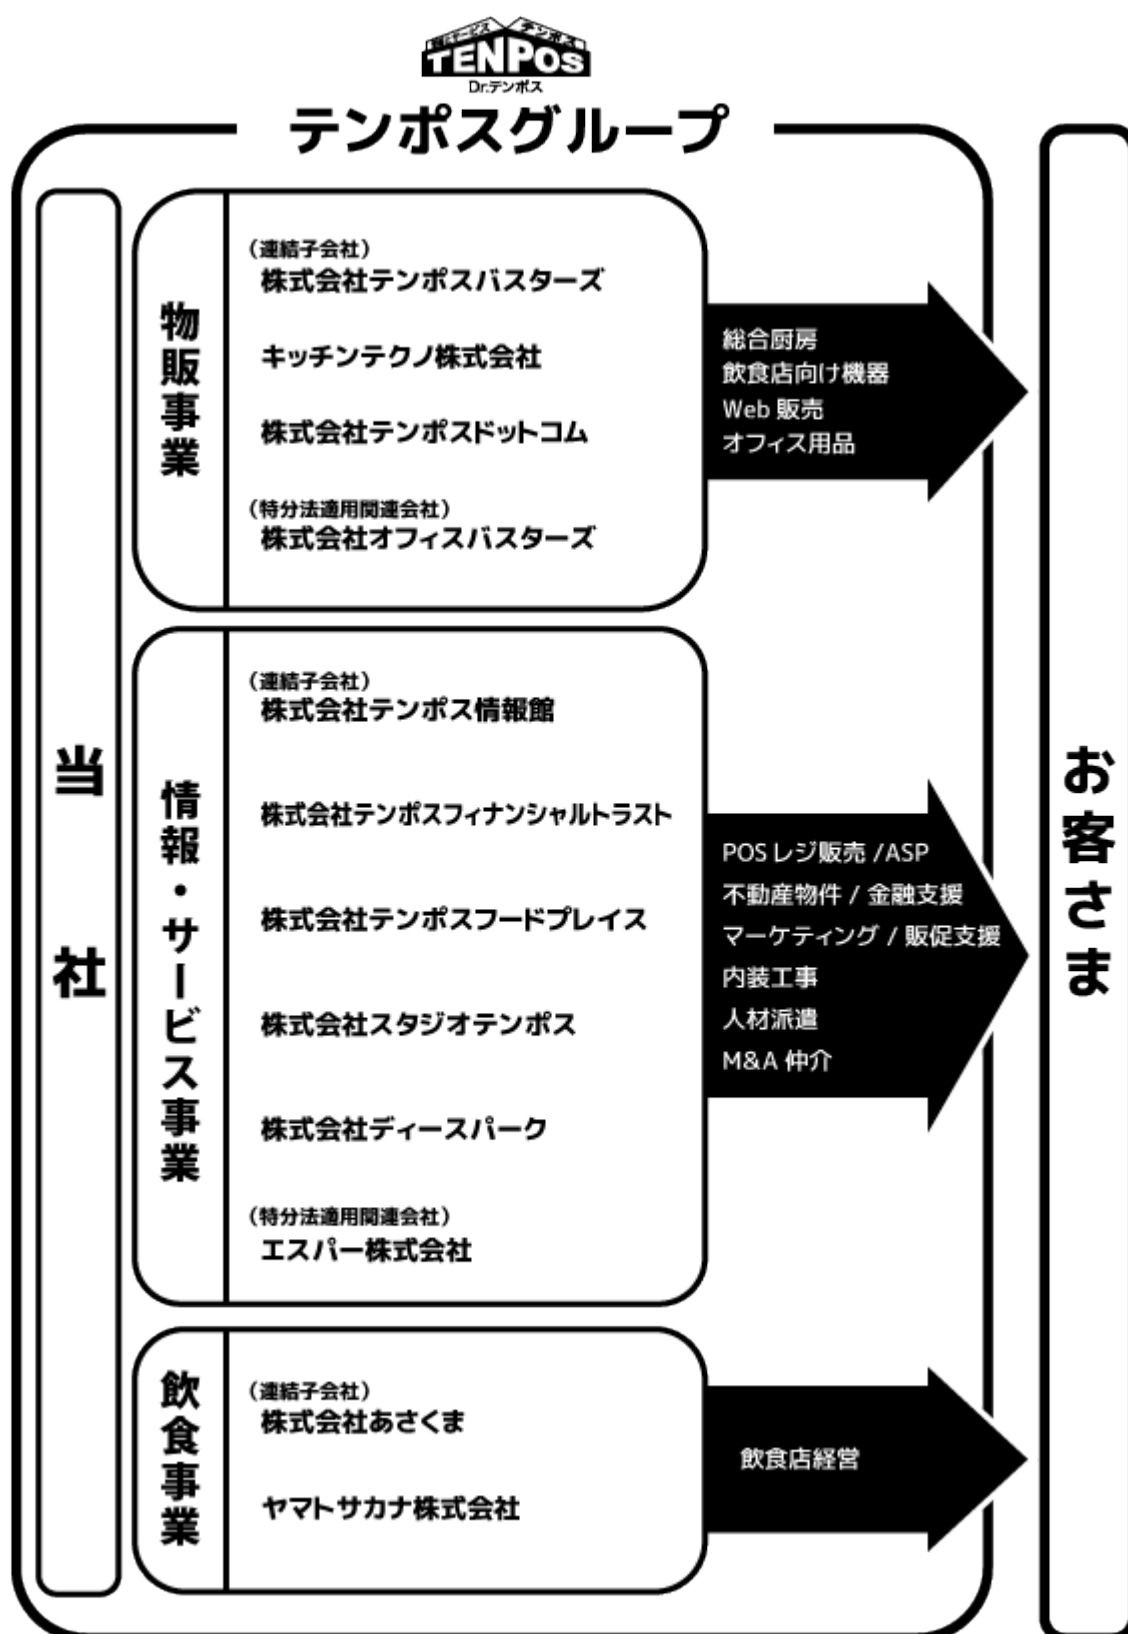 テンポス
TENPOS
Dr.テンポス
テンポスグループ
当社
物販事業
(連結子会社)
株式会社テンポスバスターズ
キッチンテクノ株式会社
株式会社テンポスドットコム
(特分法適用関連会社)
株式会社オフィスバスターズ
総合厨房
飲食店向け機器
Web 販売
オフィス用品
情報・サービス事業
(連結子会社)
株式会社テンポス情報館
株式会社テンポスフィナンシャルトラスト
株式会社テンポスフードプレイス
株式会社スタジオテンポス
株式会社ディースパーク
(特分法適用関連会社)
エスパー株式会社
POSレジ販売 /ASP
不動産物件 / 金融支援
マーケティング / 販促支援
内装工事
人材派遣
M&A 仲介
飲食事業
(連結子会社)
株式会社あさくま
ヤマトサカナ株式会社
飲食店経営
お客さま